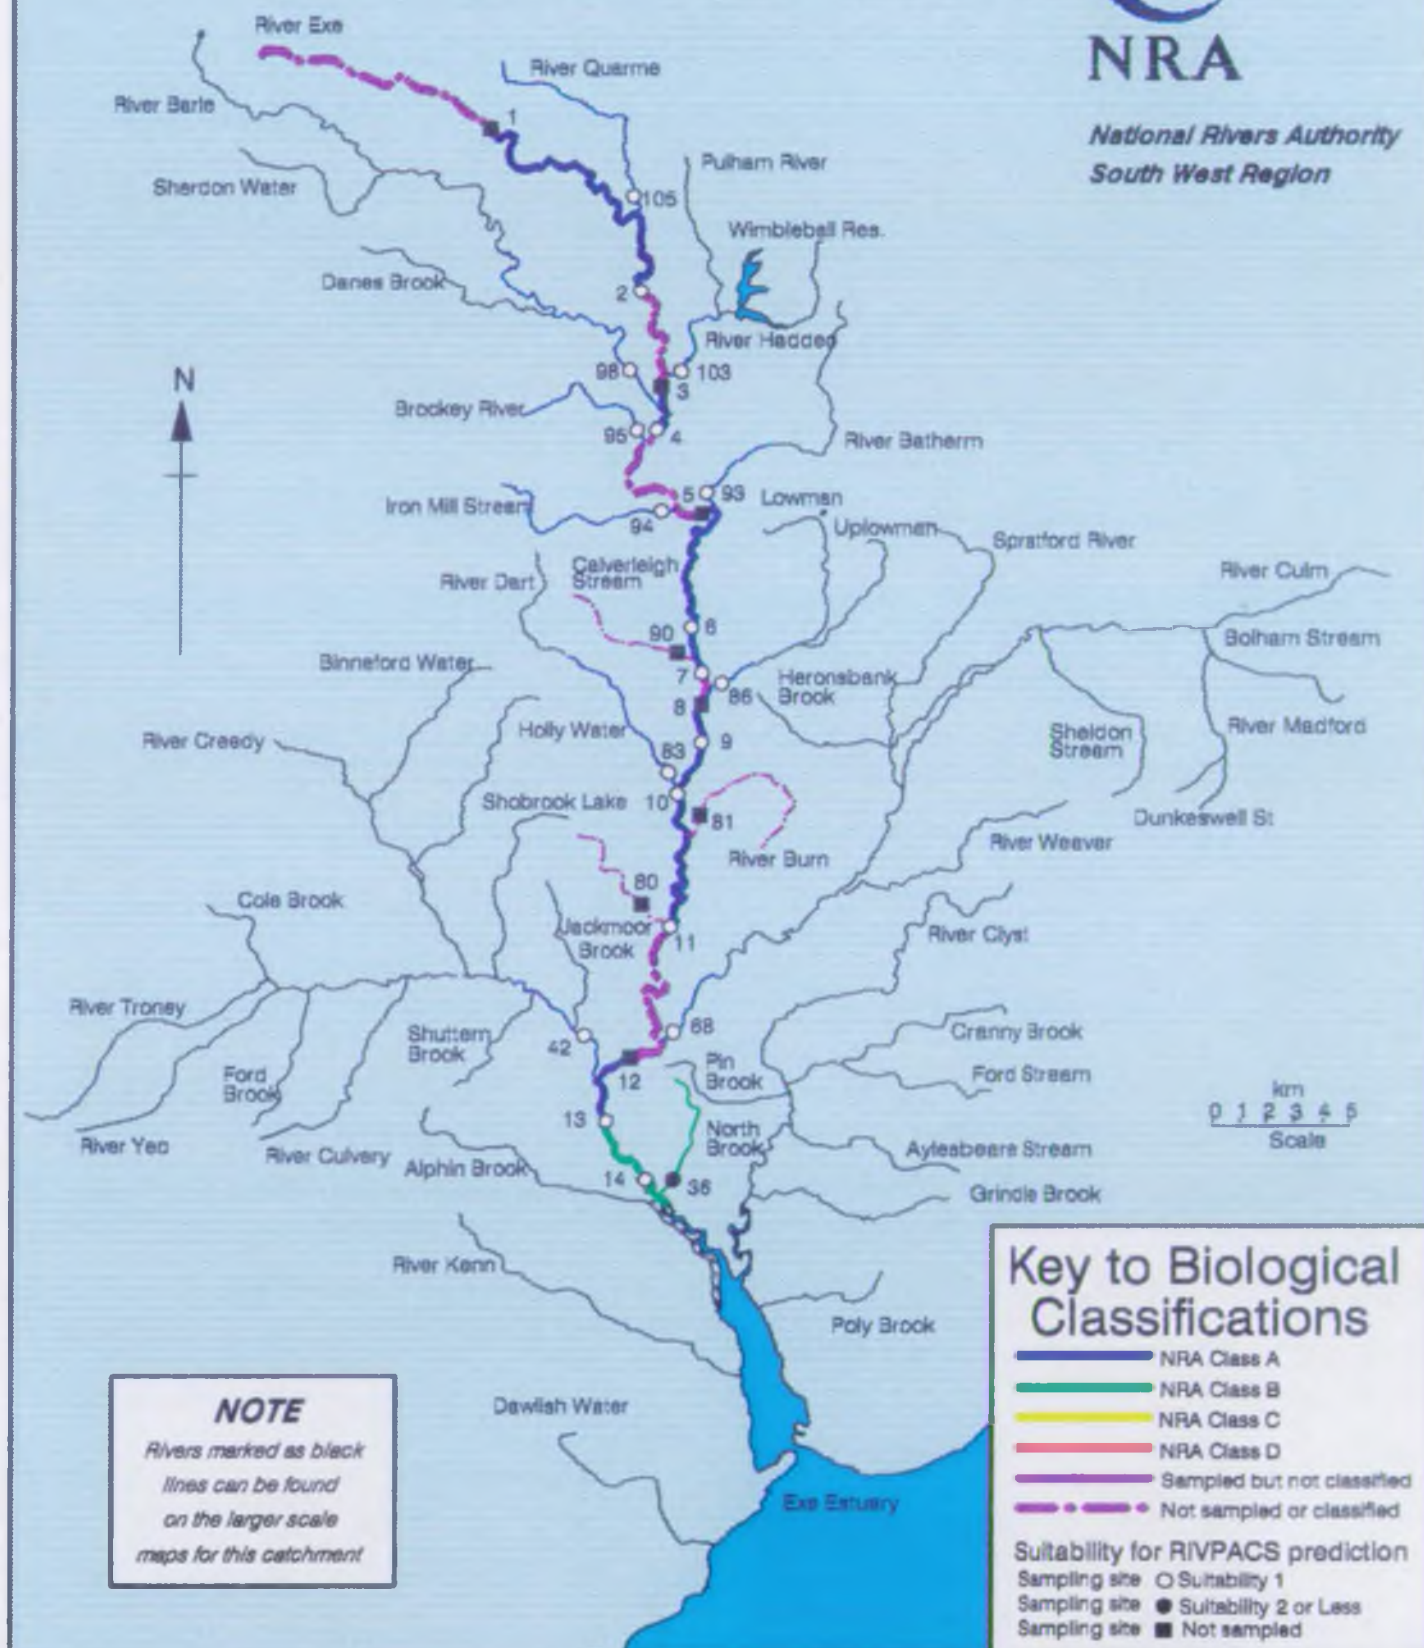 River Exe
NRA
River Quarme
River Barle
1
National Rivers Authority
South West Region
Pulham River
Sherdon Water
105
Wimbleball Res.
Danes Brook
2
River Haddeo
N
98
103
3
Brockey River
95
4
River Batherm
5
93
Lowman
Iron Mill Stream
94
Uplowman
Spratford River
Calverleigh
Stream
River Dart
River Culm
90
6
Bolham Stream
Binneford Water
7
86
Heronsbank
Brook
8
River Creedy
Holly Water
9
Sheldon
Stream
River Madford
83
Shobrook Lake
10
81
Dunkeswell St
River Weaver
River Burn
80
Cole Brook
Jackmoor
Brook
11
River Clyst
River Troney
Shuttern
Brook
42
68
Cranny Brook
Ford
Brook
12
Pin
Brook
Ford Stream
km
0 1 2 3 4 5
Scale
13
River Yeo
River Culvery
Alphin Brook
North
Brook
Aylesbeare Stream
14
36
Grindle Brook
River Kenn
Poly Brook
Key to Biological
Classifications
NRA Class A
NRA Class B
NRA Class C
NRA Class D
Sampled but not classified
Not sampled or classified
Suitability for RIVPACS prediction
Sampling site Suitability 1
Sampling site Suitability 2 or Less
Sampling site Not sampled
NOTE
Rivers marked as black
lines can be found
on the larger scale
maps for this catchment
Dawlish Water
Exe Estuary